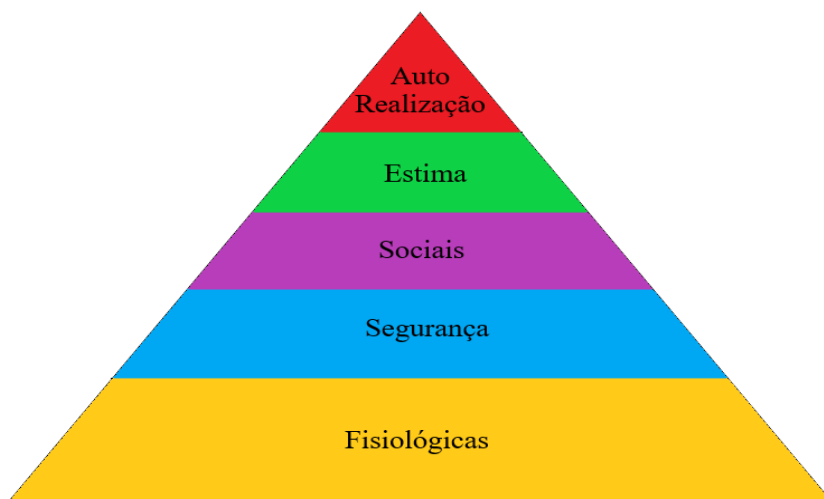 Auto
Realização
Estima
Sociais
Segurança
Fisiológicas